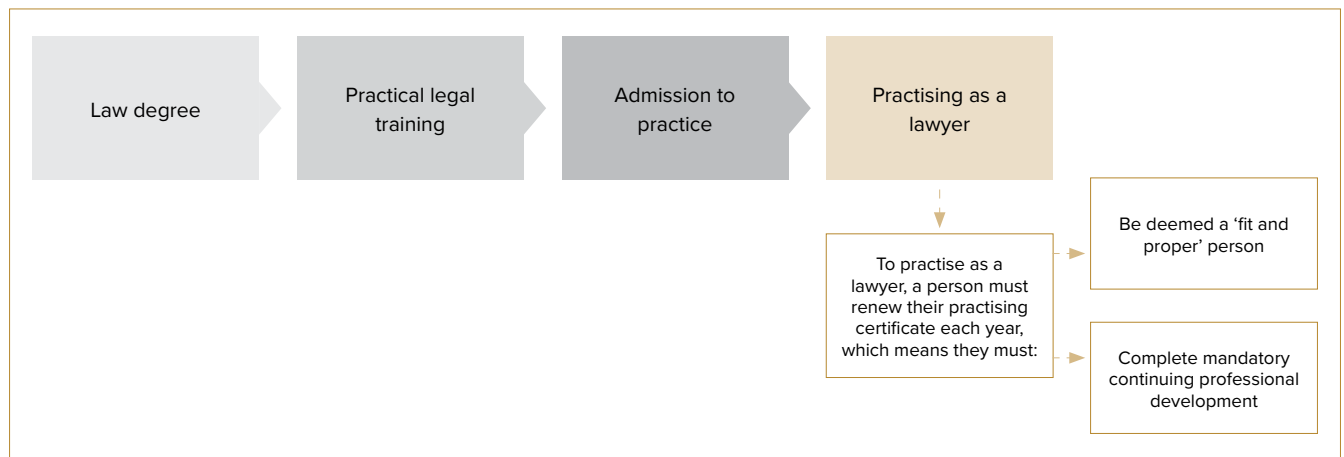 Law degree
Practical legal
training
Admission to
practice
Practising as a
lawyer
To practise as a
lawyer, a person must
renew their practising
certificate each year,
which means they must:
Be deemed a ‘fit and
proper’ person
Complete mandatory
continuing professional
development